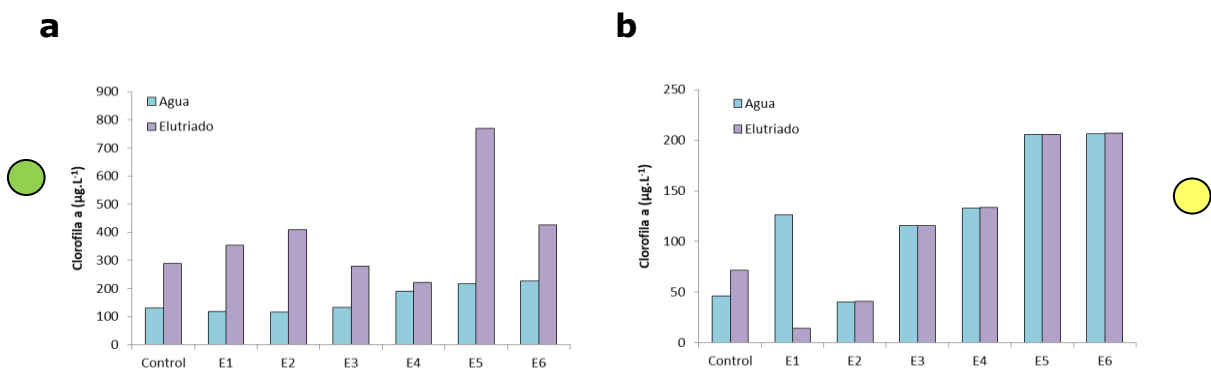 a
900
800
700
600
500
400
300
200
100
0
Clorofila a (µg.L-1)
Agua
Elutriado
Control E1 E2 E3 E4 E5 E6
b
250
200
150
100
50
0
Clorofila a (µg.L-1)
Agua
Elutriado
Control E1 E2 E3 E4 E5 E6